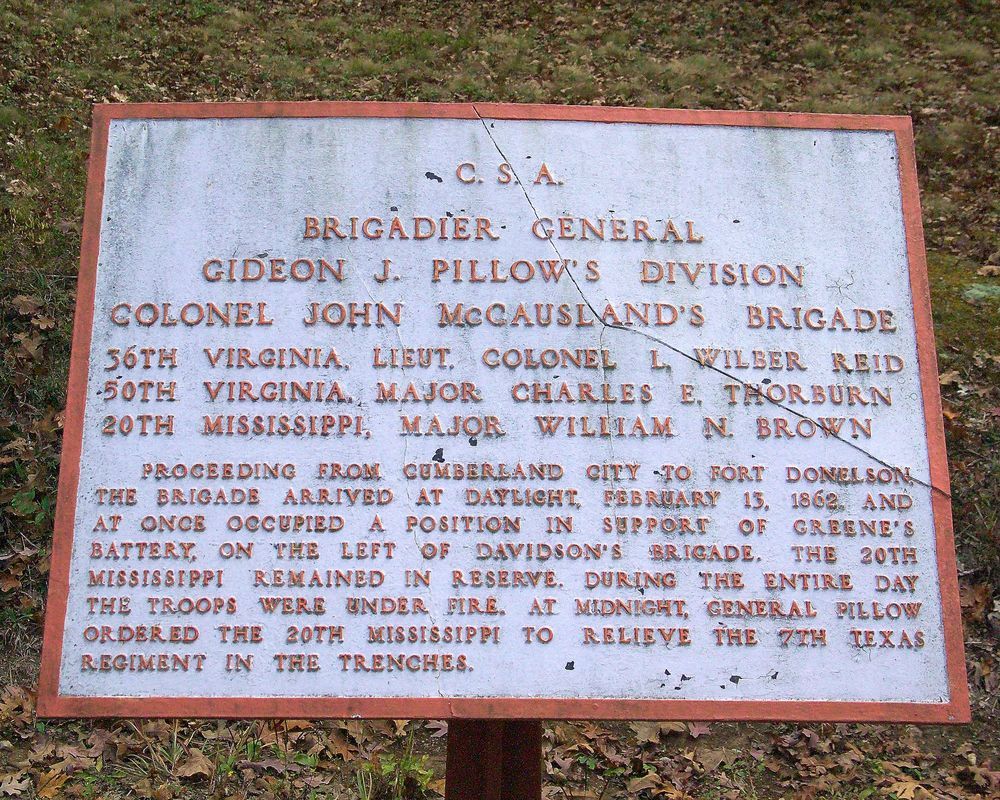 C. S. A.
BRIGADIER GENERAL
GIDEON J. PILLOW'S DIVISION
COLONEL JOHN McCAUSLAND'S BRIGADE
36TH VIRGINIA, LIEUT. COLONEL L. WILBER REID
50TH VIRGINIA, MAJOR CHARLES E. THORBURN
20TH MISSISSIPPI, MAJOR WILLIAM N. BROWN
PROCEEDING FROM CUMBERLAND CITY TO FORT DONELSON,
THE BRIGADE ARRIVED AT DAYLIGHT, FEBRUARY 13, 1862, AND
AT ONCE OCCUPIED A POSITION IN SUPPORT OF GREENE'S
BATTERY, ON THE LEFT OF DAVIDSON'S BRIGADE. THE 20TH
MISSISSIPPI REMAINED IN RESERVE. DURING THE ENTIRE DAY
THE TROOPS WERE UNDER FIRE. AT MIDNIGHT, GENERAL PILLOW
ORDERED THE 20TH MISSISSIPPI TO RELIEVE THE 7TH TEXAS
REGIMENT IN THE TRENCHES.